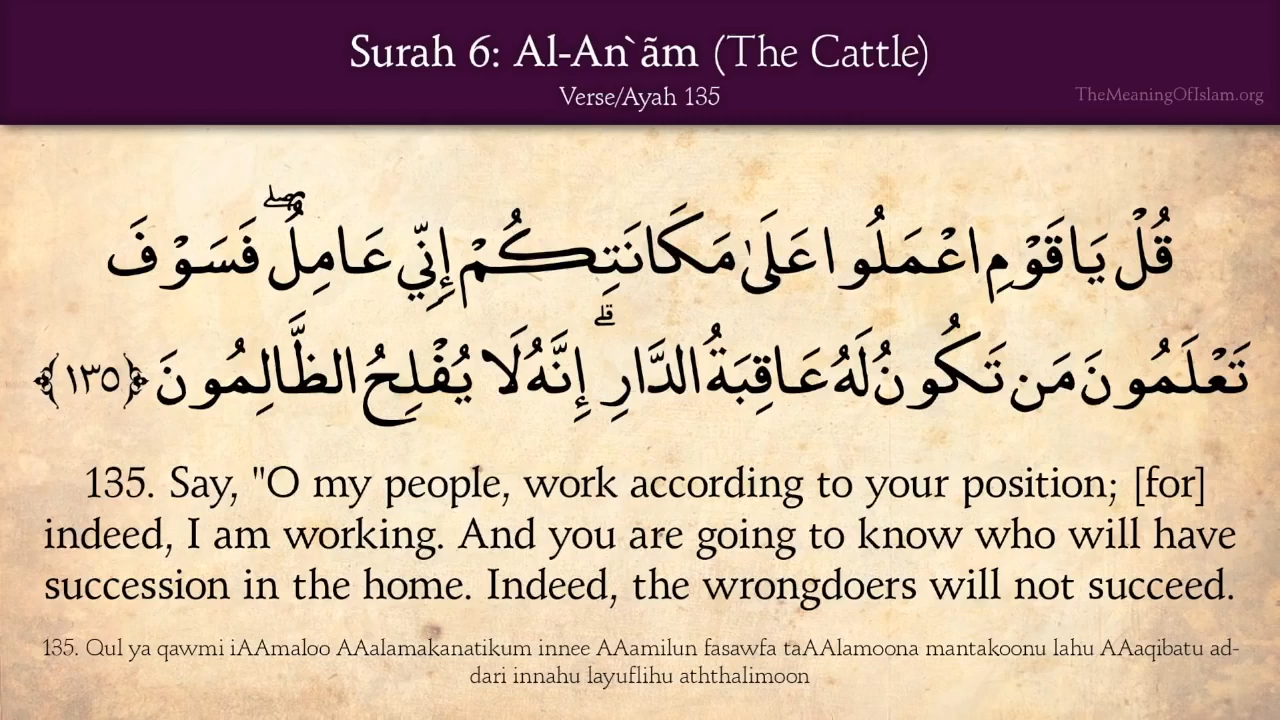 Surah 6: Al-An`ãm (The Cattle)
Verse/Ayah 135
TheMeaningOfIslam.org
قُلْ يَا قَوْمِ اعْمَلُوا عَلَىٰ مَكَانَتِكُمْ إِنِّي عَامِلٌ ۖ فَسَوْفَ
تَعْلَمُونَ مَن تَكُونُ لَهُ عَاقِبَةُ الدَّارِ ۗ إِنَّهُ لَا يُفْلِحُ الظَّالِمُونَ ﴿١٣٥﴾
135. Say, "O my people, work according to your position; [for]
indeed, I am working. And you are going to know who will have
succession in the home. Indeed, the wrongdoers will not succeed.
135. Qul ya qawmi iAAmaloo AAalamakanatikum innee AAamilun fasawfa taAAlamoona mantakoonu lahu AAaqibatu ad-
dari innahu layuflihu aththalimoon